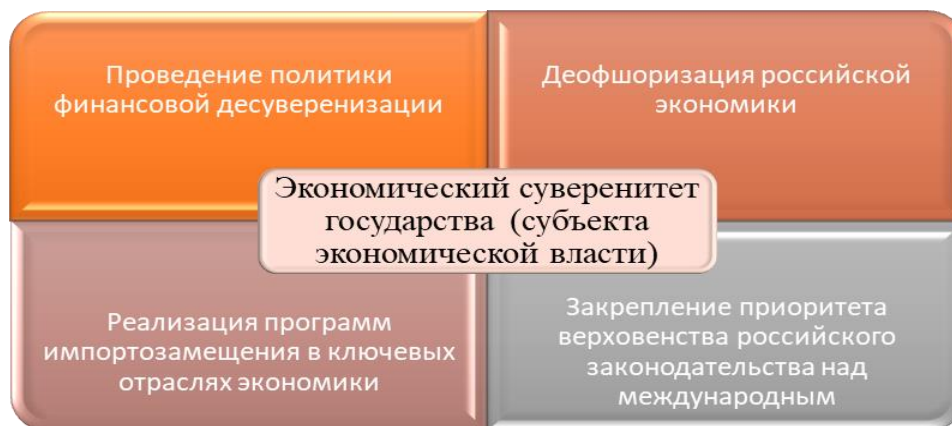 Проведение политики
финансовой десуверенизации
Деофшоризация российской
экономики
Экономический суверенитет
государства (субъекта
экономической власти)
Реализация программ
импортозамещения в ключевых
отраслях экономики
Закрепление приоритета
верховенства российского
законодательства над
международным